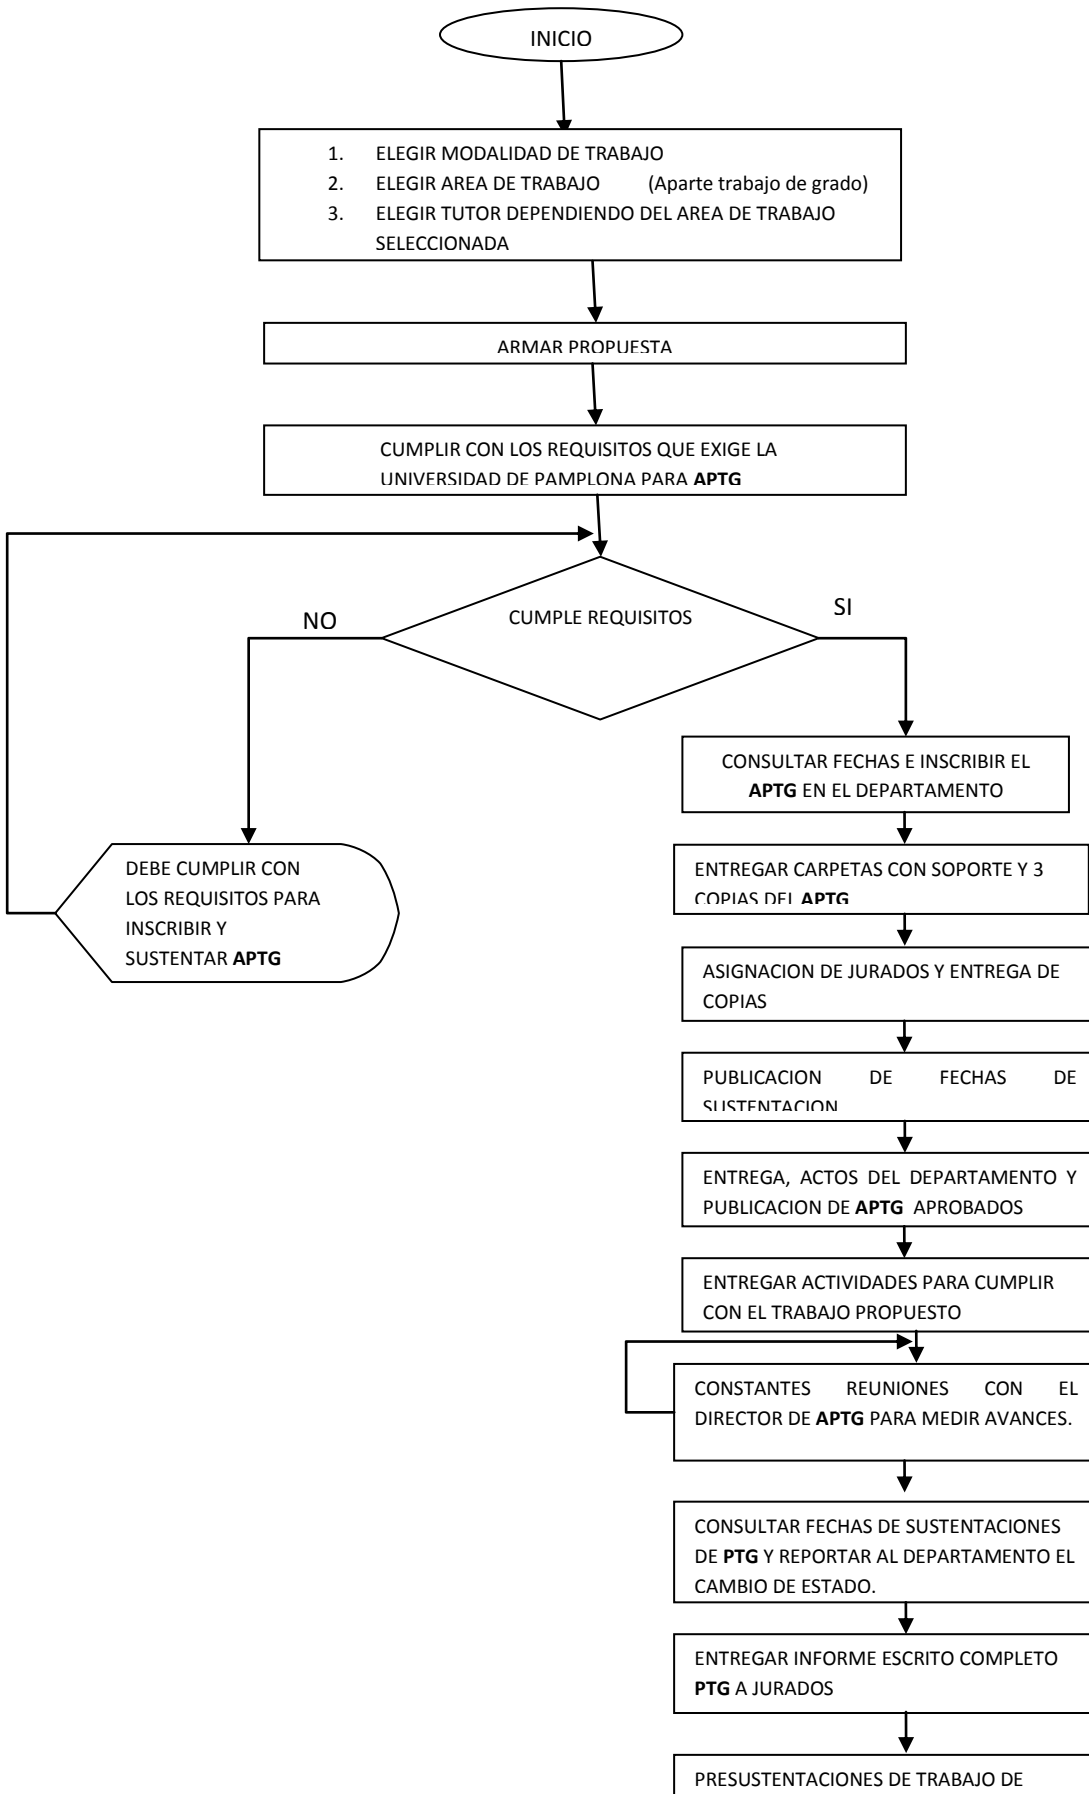 INICIO
1. ELEGIR MODALIDAD DE TRABAJO
2. ELEGIR AREA DE TRABAJO (Aparte trabajo de grado)
3. ELEGIR TUTOR DEPENDIENDO DEL AREA DE TRABAJO
SELECCIONADA
ARMAR PROPUESTA
CUMPLIR CON LOS REQUISITOS QUE EXIGE LA
UNIVERSIDAD DE PAMPLONA PARA APTG
CUMPLE REQUISITOS
NO
SI
DEBE CUMPLIR CON
LOS REQUISITOS PARA
INSCRIBIR Y
SUSTENTAR APTG
CONSULTAR FECHAS E INSCRIBIR EL
APTG EN EL DEPARTAMENTO
ENTREGAR CARPETAS CON SOPORTE Y 3
COPIAS DEL APTG
ASIGNACION DE JURADOS Y ENTREGA DE
COPIAS
PUBLICACION DE FECHAS DE
SUSTENTACION
ENTREGA, ACTOS DEL DEPARTAMENTO Y
PUBLICACION DE APTG APROBADOS
ENTREGAR ACTIVIDADES PARA CUMPLIR
CON EL TRABAJO PROPUESTO
CONSTANTES REUNIONES CON EL
DIRECTOR DE APTG PARA MEDIR AVANCES.
CONSULTAR FECHAS DE SUSTENTACIONES
DE PTG Y REPORTAR AL DEPARTAMENTO EL
CAMBIO DE ESTADO.
ENTREGAR INFORME ESCRITO COMPLETO
PTG A JURADOS
PRESUSTENTACIONES DE TRABAJO DE